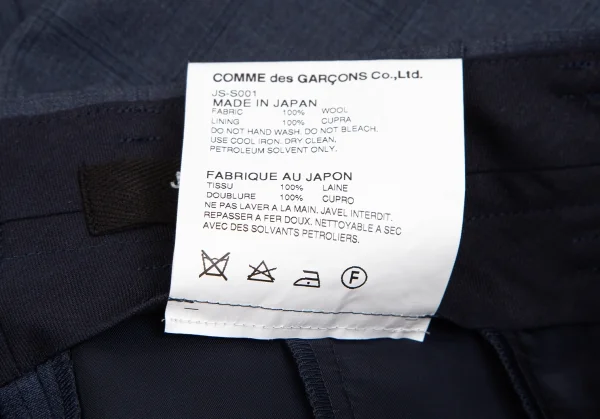 COMME des GARÇONS Co.,Ltd.
JS-S001
MADE IN JAPAN
FABRIC 100% WOOL
LINING 100% CUPRA
DO NOT HAND WASH. DO NOT BLEACH.
USE COOL IRON. DRY CLEAN.
PETROLEUM SOLVENT ONLY.
FABRIQUE AU JAPON
TISSU 100% LAINE
DOUBLURE 100% CUPRO
NE PAS LAVER A LA MAIN. JAVEL INTERDIT.
REPASSER A FER DOUX. NETTOYABLE A SEC
AVEC DES SOLVANTS PETROLIERS.
F